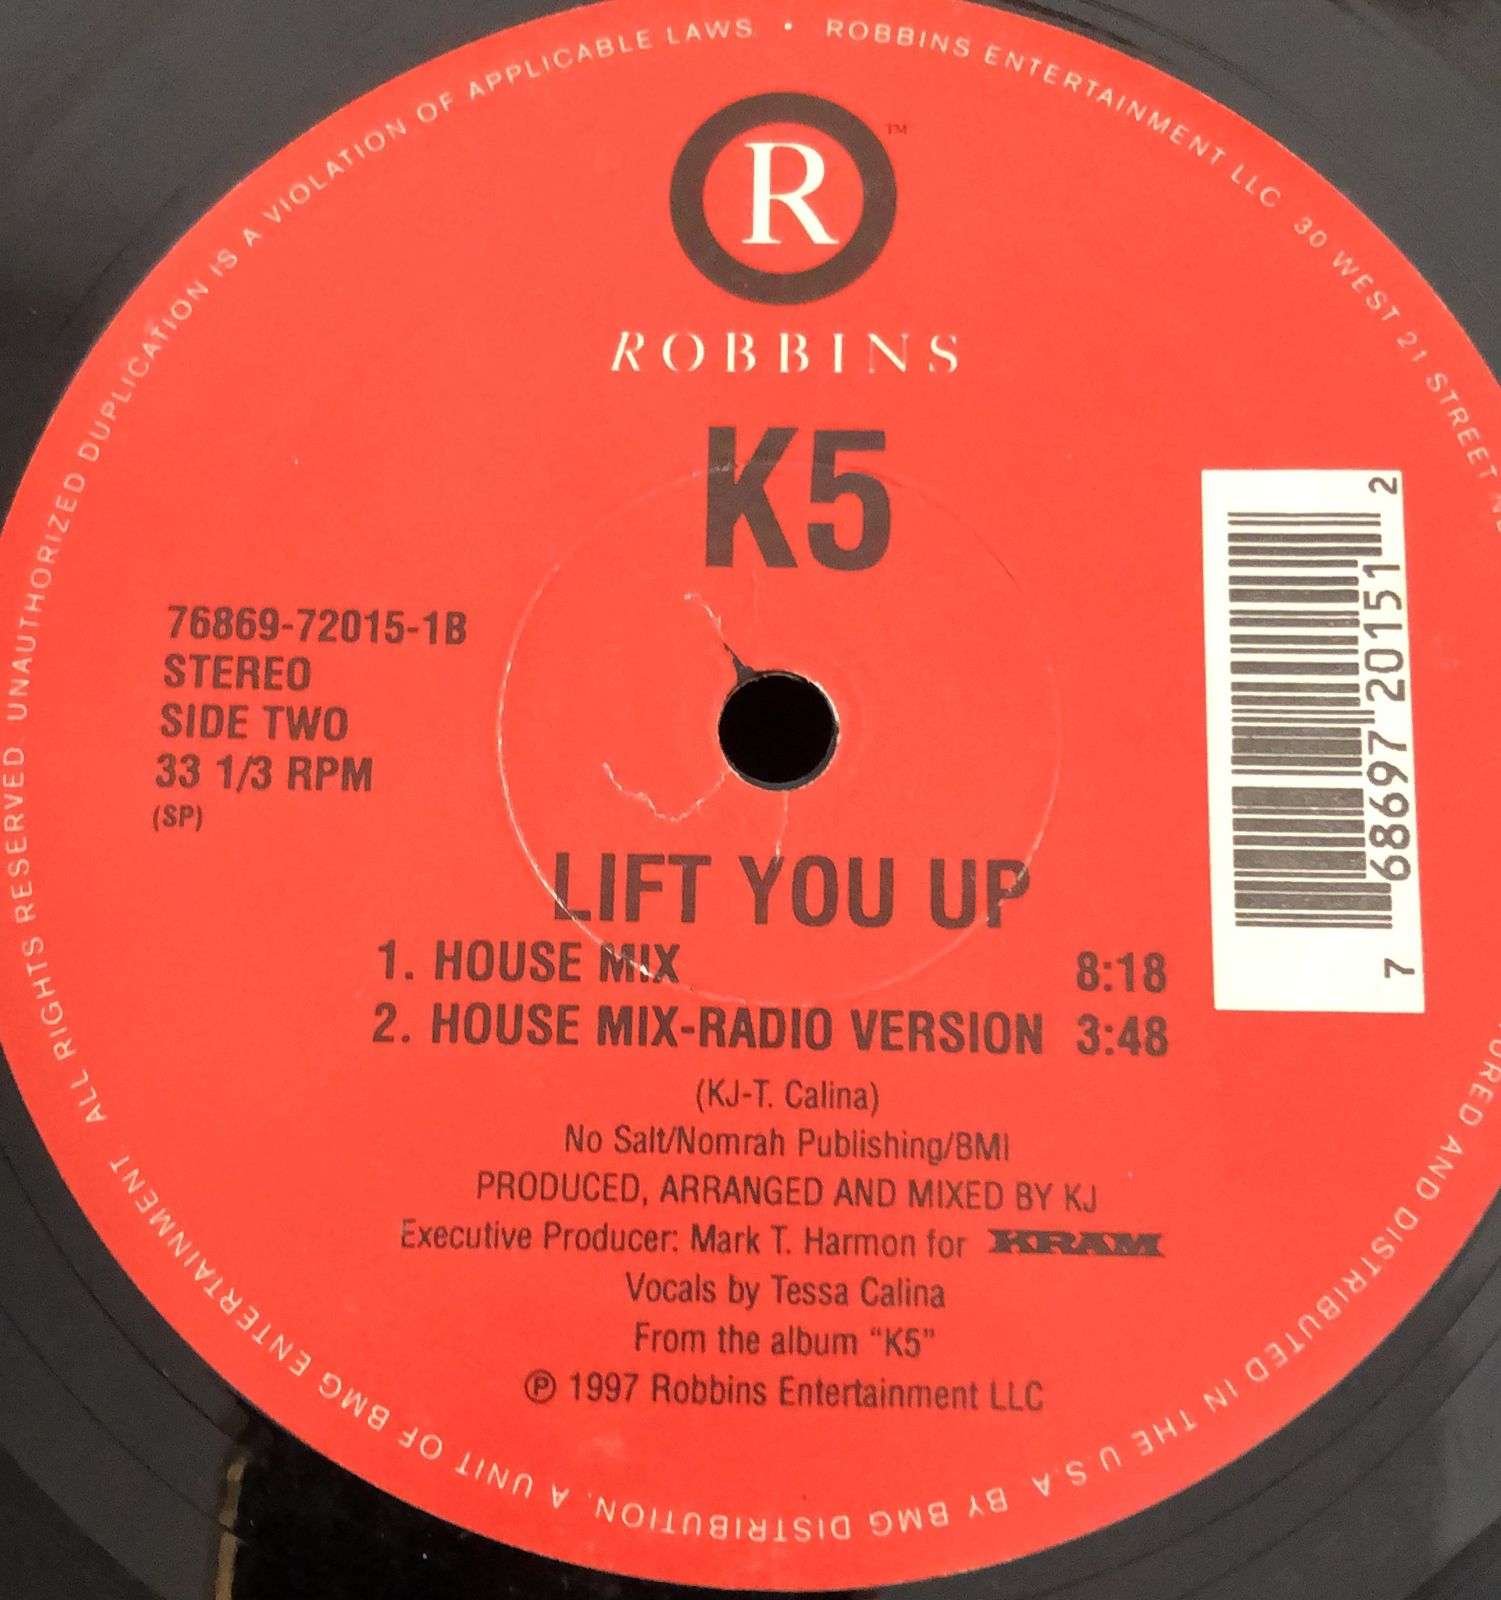 ROBBINS ENTERTAINMENT LLC 30 WEST 21 STREET
URED AND DISTRIBUTED IN THE U.S.A. BY BMG DISTRIBUTION, A UNIT OF BMG ENTERTAINMENT ALL RIGHTS RESERVED UNAUTHORIZED DUPLICATION IS A VIOLATION OF APPLICABLE LAWS •
R
TM
ROBBINS
K5
76869-72015-1B
STEREO
SIDE TWO
33 1/3 RPM
(SP)
7 68697 20151 2
LIFT YOU UP
1. HOUSE MIX 8:18
2. HOUSE MIX-RADIO VERSION 3:48
(KJ-T. Calina)
No Salt/Nomrah Publishing/BMI
PRODUCED, ARRANGED AND MIXED BY KJ
Executive Producer: Mark T. Harmon for KRAM
Vocals by Tessa Calina
From the album "K5"
℗ 1997 Robbins Entertainment LLC